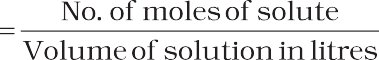 = No. of moles of solute
Volume of solution in litres